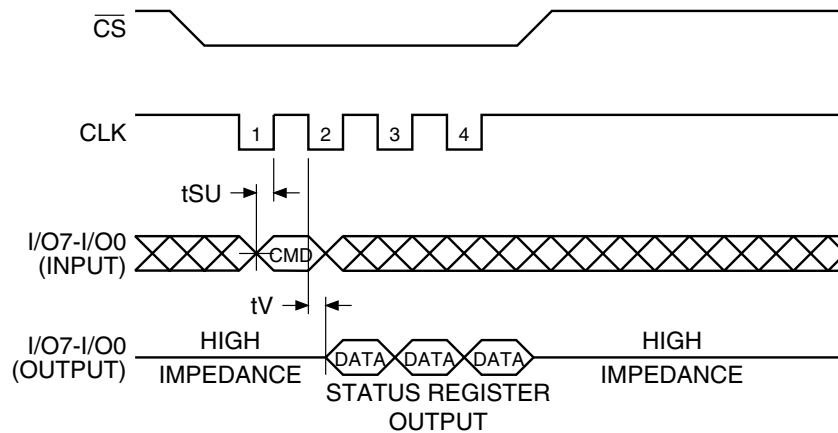 CS
CLK
1 2 3 4
tSU
I/O7-I/O0
(INPUT)
CMD
tV
I/O7-I/O0
(OUTPUT)
HIGH
IMPEDANCE
DATA DATA DATA
STATUS REGISTER
OUTPUT
HIGH
IMPEDANCE